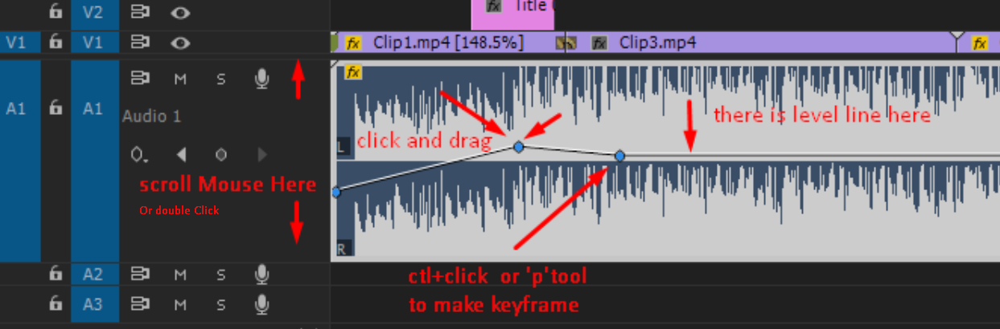 V2
Title
V1 V1 fx Clip1.mp4 [148.5%] fx Clip3.mp4 fx
M S fx
A1 A1
Audio 1
there is level line here
click and drag
L
scroll Mouse Here
Or double Click
R
A2 M S
ctl+click or 'p'tool
A3 M S
to make keyframe